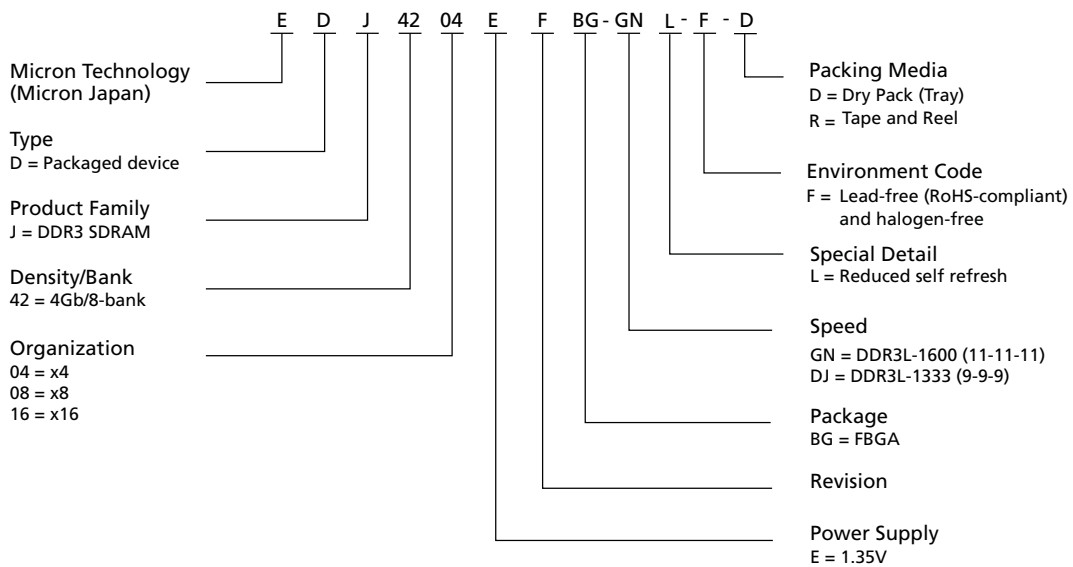 E D J 42 04 E F BG - GN L - F - D
Micron Technology
(Micron Japan)
Type
D = Packaged device
Product Family
J = DDR3 SDRAM
Density/Bank
42 = 4Gb/8-bank
Organization
04 = x4
08 = x8
16 = x16
Packing Media
D = Dry Pack (Tray)
R = Tape and Reel
Environment Code
F = Lead-free (RoHS-compliant)
and halogen-free
Special Detail
L = Reduced self refresh
Speed
GN = DDR3L-1600 (11-11-11)
DJ = DDR3L-1333 (9-9-9)
Package
BG = FBGA
Revision
Power Supply
E = 1.35V